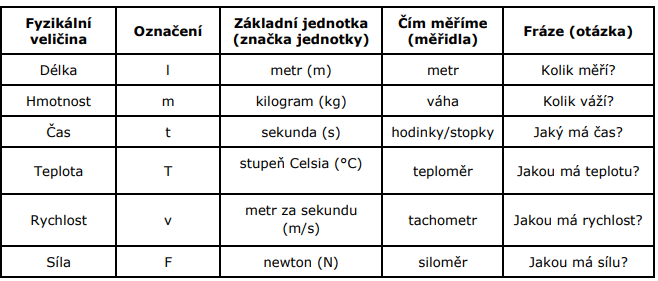 Fyzikální veličina | Označení | Základní jednotka (značka jednotky) | Čím měříme (měřidla) | Fráze (otázka)
Délka | l | metr (m) | metr | Kolik měří?
Hmotnost | m | kilogram (kg) | váha | Kolik váží?
Čas | t | sekunda (s) | hodinky/stopky | Jaký má čas?
Teplota | T | stupeň Celsia (°C) | teploměr | Jakou má teplotu?
Rychlost | v | metr za sekundu (m/s) | tachometr | Jakou má rychlost?
Síla | F | newton (N) | siloměr | Jakou má sílu?